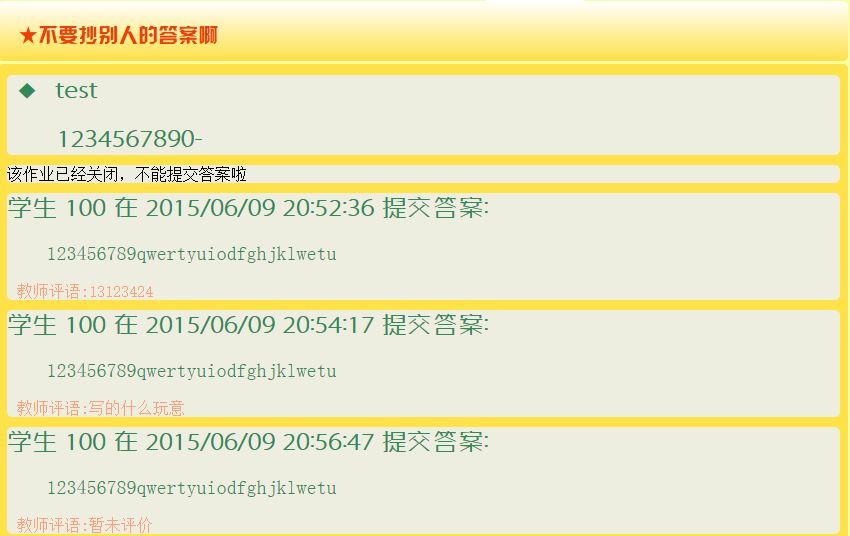 ★不要抄别人的答案啊
◆ test
1234567890-
该作业已经关闭，不能提交答案啦
学生 100 在 2015/06/09 20:52:36 提交答案:
123456789qwertyuiodfghjklwetu
教师评语:13123424
学生 100 在 2015/06/09 20:54:17 提交答案:
123456789qwertyuiodfghjklwetu
教师评语:写的什么玩意
学生 100 在 2015/06/09 20:56:47 提交答案:
123456789qwertyuiodfghjklwetu
教师评语:暂未评价